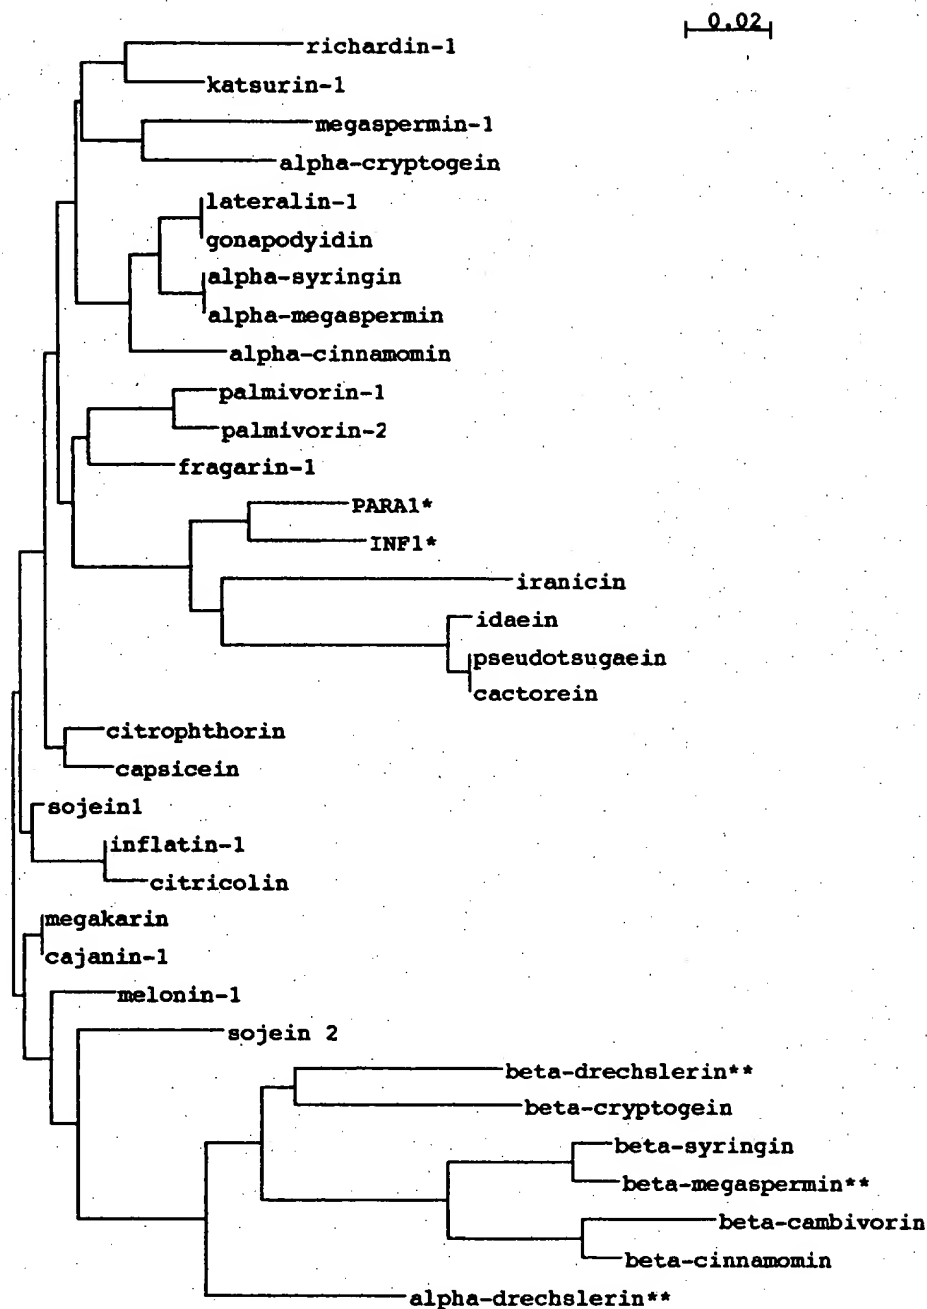 0.02
richardin-1
katsurin-1
megaspermin-1
alpha-cryptogein
lateralin-1
gonapodyidin
alpha-syringin
alpha-megaspermin
alpha-cinnamomin
palmivorin-1
palmivorin-2
fragarin-1
PARA1*
INF1*
iranicin
idaein
pseudotsugaein
cactorein
citrophthorin
capsicein
sojein1
inflatin-1
citricolin
megakarin
cajanin-1
melonin-1
sojein 2
beta-drechslerin**
beta-cryptogein
beta-syringin
beta-megaspermin**
beta-cambivorin
beta-cinnamomin
alpha-drechslerin**